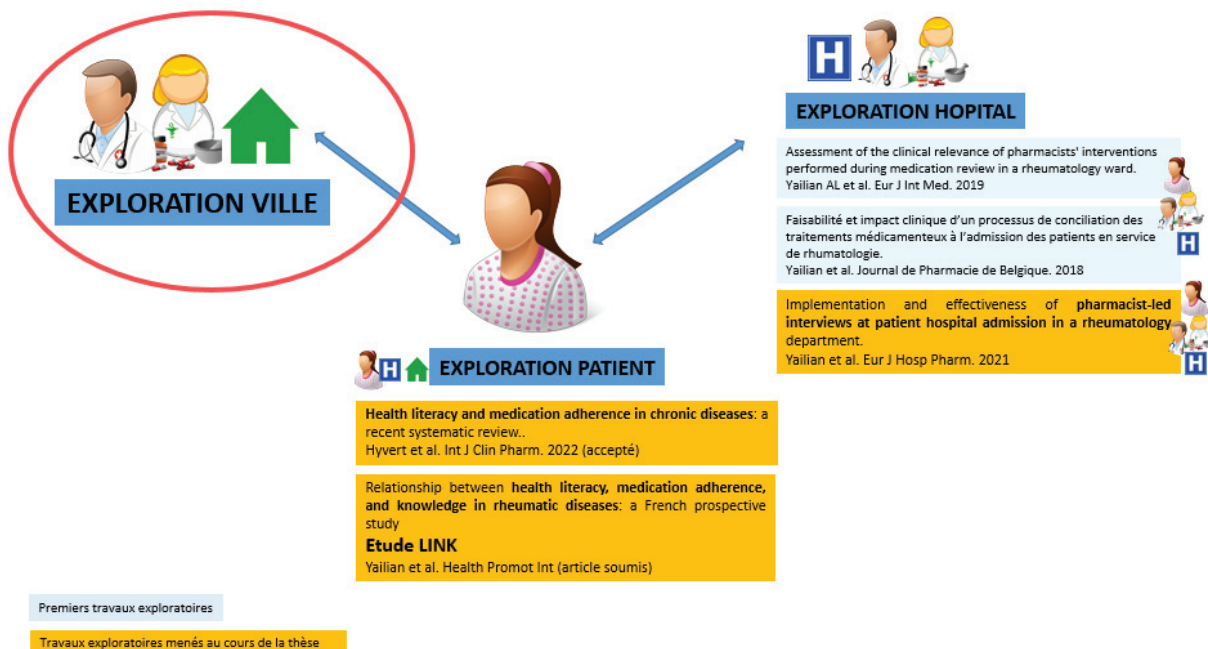 EXPLORATION VILLE
H
EXPLORATION HOPITAL
Assessment of the clinical relevance of pharmacists' interventions
performed during medication review in a rheumatology ward.
Yailian AL et al. Eur J Int Med. 2019
Faisabilité et impact clinique d'un processus de conciliation des
traitements médicamenteux à l'admission des patients en service
de rhumatologie.
Yailian et al. Journal de Pharmacie de Belgique. 2018
H
Implementation and effectiveness of pharmacist-led
interviews at patient hospital admission in a rheumatology
department.
Yailian et al. Eur J Hosp Pharm. 2021
H
H
EXPLORATION PATIENT
Health literacy and medication adherence in chronic diseases: a
recent systematic review..
Hyvert et al. Int J Clin Pharm. 2022 (accepté)
Relationship between health literacy, medication adherence,
and knowledge in rheumatic diseases: a French prospective
study
Etude LINK
Yailian et al. Health Promot Int (article soumis)
Premiers travaux exploratoires
Travaux exploratoires menés au cours de la thèse